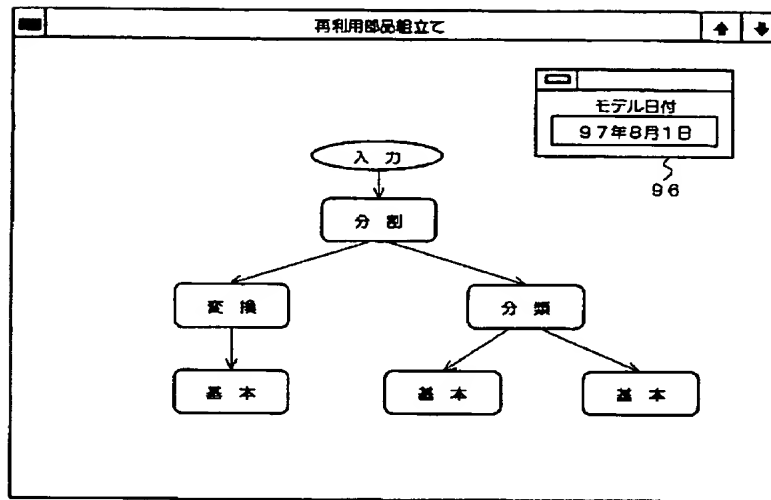 再利用部品組立て
モデル日付
97年8月1日
96
入力
分割
変換
分類
基本
基本
基本